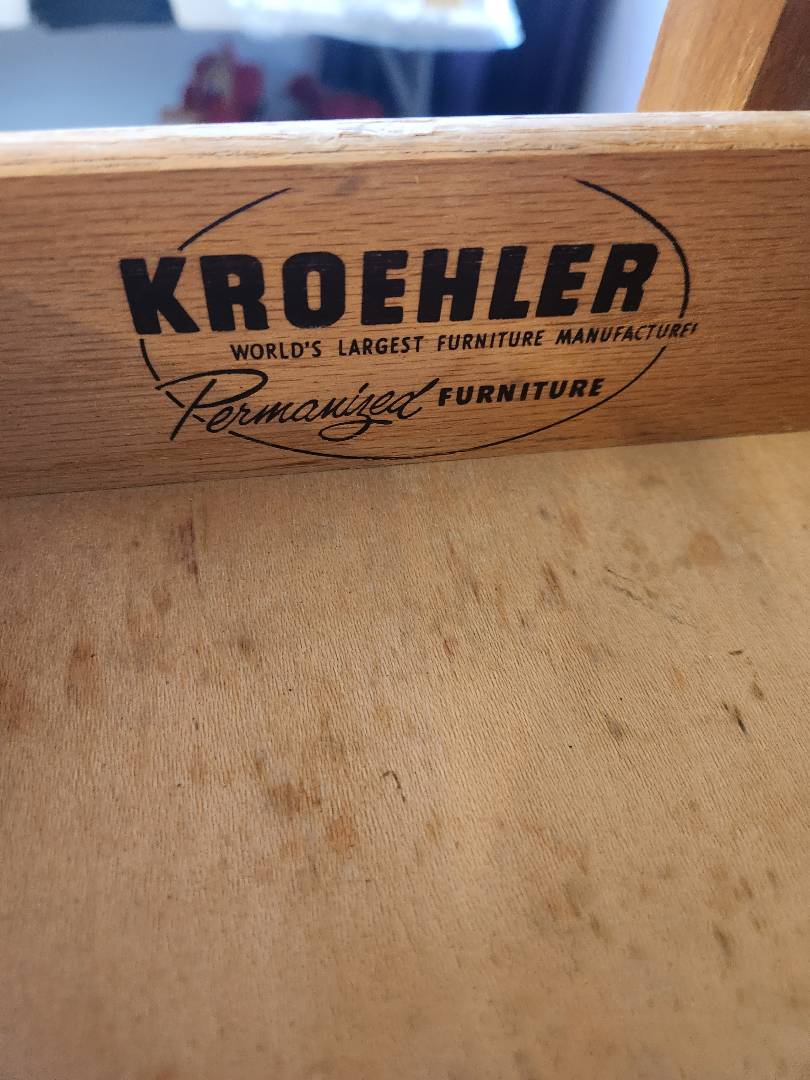 KROEHLER
WORLD'S LARGEST FURNITURE MANUFACTURER
Permanized FURNITURE